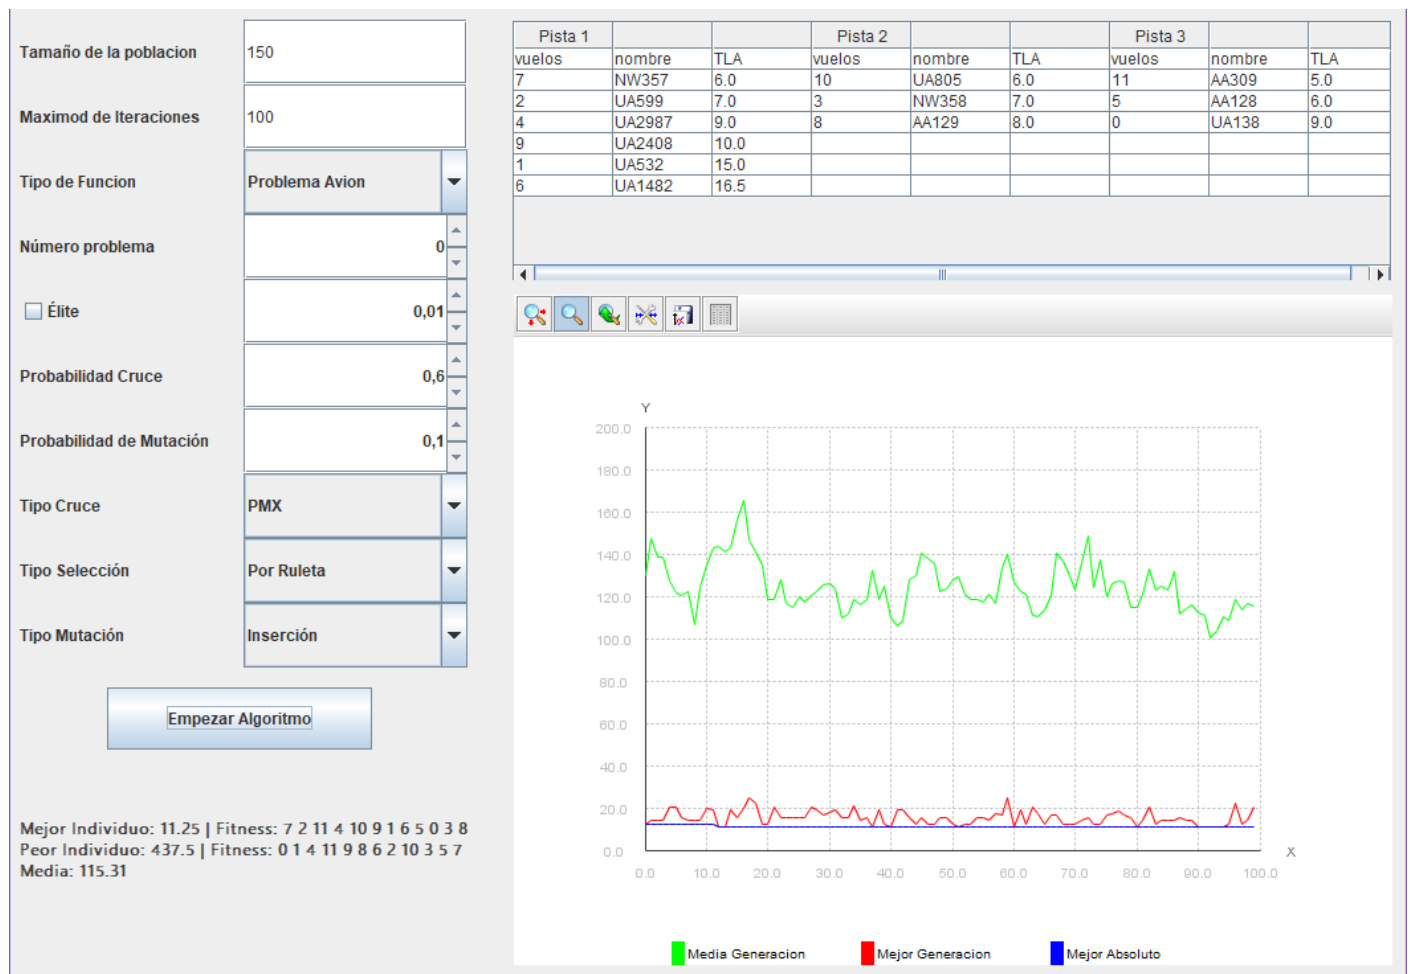 Tamaño de la poblacion 150
Maximod de Iteraciones 100
Tipo de Funcion Problema Avion
Número problema 0
Élite 0,01
Probabilidad Cruce 0,6
Probabilidad de Mutación 0,1
Tipo Cruce PMX
Tipo Selección Por Ruleta
Tipo Mutación Inserción
Empezar Algoritmo
Mejor Individuo: 11.25 | Fitness: 7 2 11 4 10 9 1 6 5 0 3 8
Peor Individuo: 437.5 | Fitness: 0 1 4 11 9 8 6 2 10 3 5 7
Media: 115.31
Pista 1 Pista 2 Pista 3
vuelos nombre TLA vuelos nombre TLA vuelos nombre TLA
7 NW357 6.0 10 UA805 6.0 11 AA309 5.0
2 UA599 7.0 3 NW358 7.0 5 AA128 6.0
4 UA2987 9.0 8 AA129 8.0 0 UA138 9.0
9 UA2408 10.0
1 UA532 15.0
6 UA1482 16.5
Y
200.0
180.0
160.0
140.0
120.0
100.0
80.0
60.0
40.0
20.0
0.0
X
0.0 10.0 20.0 30.0 40.0 50.0 60.0 70.0 80.0 90.0 100.0
Media Generacion Mejor Generacion Mejor Absoluto